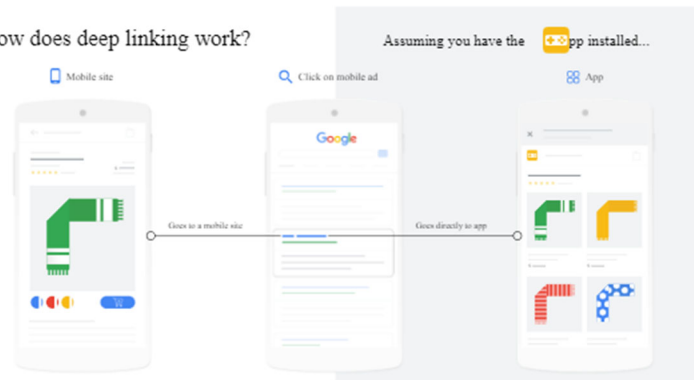 ow does deep linking work?
Assuming you have the pp installed...
Mobile site
Click on mobile ad
App
Google
Goes to a mobile site
Goes directly to app